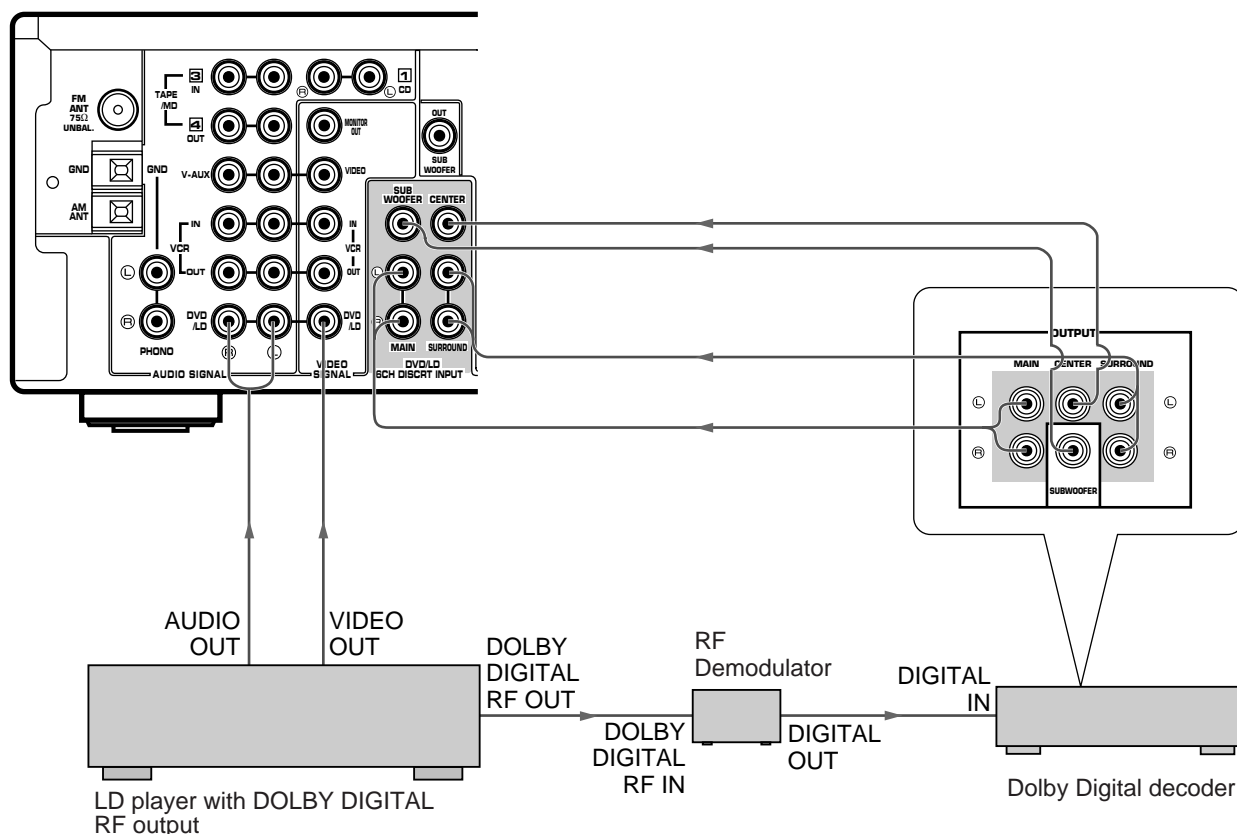 3
IN
TAPE
/MD
4
OUT
R
L
1
CD
FM
ANT
75Ω
UNBAL.
MONITOR
OUT
OUT
SUB
WOOFER
GND
GND
V-AUX
VIDEO
AM
ANT
SUB
WOOFER
CENTER
IN
VCR
OUT
IN
VCR
OUT
L
L
R
DVD
/LD
DVD
/LD
R
PHONO
R
L
MAIN
SURROUND
AUDIO SIGNAL
VIDEO
SIGNAL
DVD/LD
6CH DISCRT INPUT
OUTPUT
MAIN
CENTER
SURROUND
L
L
R
R
SUBWOOFER
AUDIO
OUT
VIDEO
OUT
DOLBY
DIGITAL
RF OUT
RF
Demodulator
DIGITAL
IN
DOLBY
DIGITAL
RF IN
DIGITAL
OUT
LD player with DOLBY DIGITAL
RF output
Dolby Digital decoder